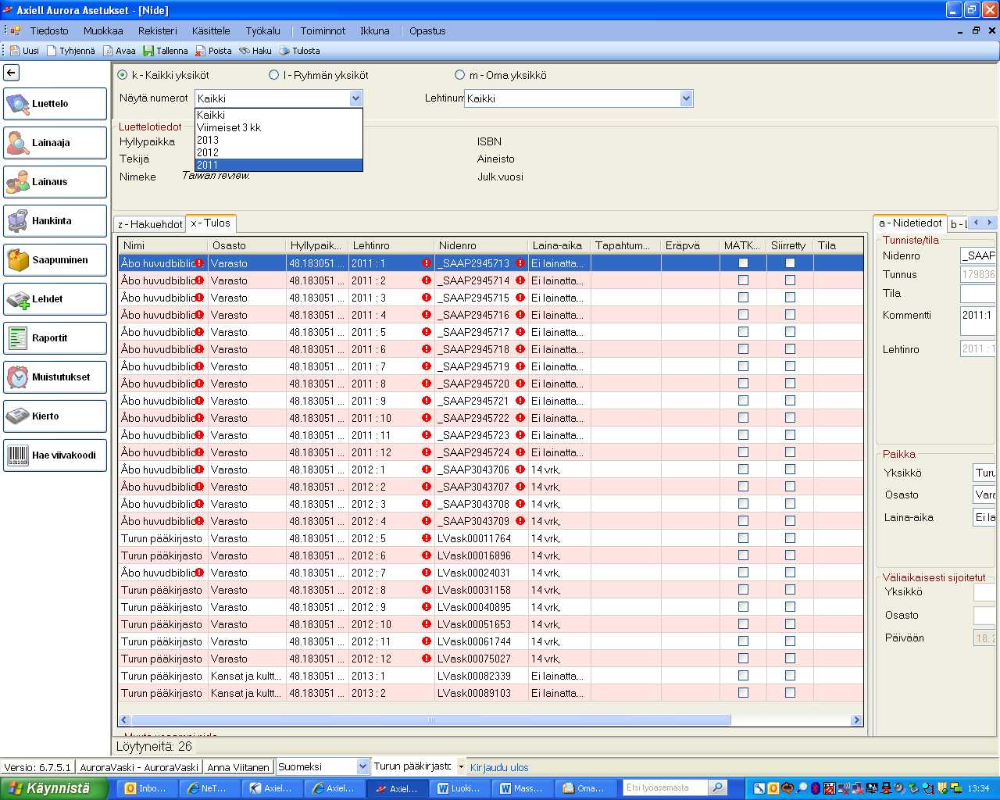 Axiell Aurora Asetukset - [Nide]
Tiedosto Muokkaa Rekisteri Käsittele Työkalu Toiminnot Ikkuna Opastus
Uusi Tyhjennä Avaa Tallenna Poista Haku Tulosta
Luettelo
Lainaaja
Lainaus
Hankinta
Saapuminen
Lehdet
Raportit
Muistutukset
Kierto
Hae viivakoodi
k - Kaikki yksiköt l - Ryhmän yksiköt m - Oma yksikkö
Näytä numerot Kaikki Lehtinum Kaikki
Kaikki
Viimeiset 3 kk
2013
2012
2011
Luettelotiedot
Hyllypaikka ISBN
Tekijä Aineisto
Nimeke Taiwan review. Julk.vuosi
z - Hakuehdot x - Tulos
Nimi Osasto Hyllypaik... Lehtinro Nidenro Laina-aika Tapahtum... Eräpvä MATK... Siirretty Tila
Åbo huvudbiblio Varasto 48.183051 ... 2011 : 1 _SAAP2945713 Ei lainatta...
Åbo huvudbiblio Varasto 48.183051 ... 2011 : 2 _SAAP2945714 Ei lainatta...
Åbo huvudbiblio Varasto 48.183051 ... 2011 : 3 _SAAP2945715 Ei lainatta...
Åbo huvudbiblio Varasto 48.183051 ... 2011 : 4 _SAAP2945716 Ei lainatta...
Åbo huvudbiblio Varasto 48.183051 ... 2011 : 5 _SAAP2945717 Ei lainatta...
Åbo huvudbiblio Varasto 48.183051 ... 2011 : 6 _SAAP2945718 Ei lainatta...
Åbo huvudbiblio Varasto 48.183051 ... 2011 : 7 _SAAP2945719 Ei lainatta...
Åbo huvudbiblio Varasto 48.183051 ... 2011 : 8 _SAAP2945720 Ei lainatta...
Åbo huvudbiblio Varasto 48.183051 ... 2011 : 9 _SAAP2945721 Ei lainatta...
Åbo huvudbiblio Varasto 48.183051 ... 2011 : 10 _SAAP2945722 Ei lainatta...
Åbo huvudbiblio Varasto 48.183051 ... 2011 : 11 _SAAP2945723 Ei lainatta...
Åbo huvudbiblio Varasto 48.183051 ... 2011 : 12 _SAAP2945724 Ei lainatta...
Åbo huvudbiblio Varasto 48.183051 ... 2012 : 1 _SAAP3043706 14 vrk,
Åbo huvudbiblio Varasto 48.183051 ... 2012 : 2 _SAAP3043707 14 vrk,
Åbo huvudbiblio Varasto 48.183051 ... 2012 : 3 _SAAP3043708 14 vrk,
Åbo huvudbiblio Varasto 48.183051 ... 2012 : 4 _SAAP3043709 14 vrk,
Turun pääkirjasto Varasto 48.183051 ... 2012 : 5 LVask00011764 14 vrk,
Turun pääkirjasto Varasto 48.183051 ... 2012 : 6 LVask00016896 14 vrk,
Åbo huvudbiblio Varasto 48.183051 ... 2012 : 7 LVask00024031 14 vrk,
Turun pääkirjasto Varasto 48.183051 ... 2012 : 8 LVask00031158 14 vrk,
Turun pääkirjasto Varasto 48.183051 ... 2012 : 9 LVask00040895 14 vrk,
Turun pääkirjasto Varasto 48.183051 ... 2012 : 10 LVask00051653 14 vrk,
Turun pääkirjasto Varasto 48.183051 ... 2012 : 11 LVask00061744 14 vrk,
Turun pääkirjasto Varasto 48.183051 ... 2012 : 12 LVask00075027 14 vrk,
Turun pääkirjasto Kansat ja kultt... 48.183051 ... 2013 : 1 LVask00082339 Ei lainatta...
Turun pääkirjasto Kansat ja kultt... 48.183051 ... 2013 : 2 LVask00089103 Ei lainatta...
Löytyneitä: 26
a - Nidetiedot b - L
Tunniste/tila
Nidenro _SAAP
Tunnus 179836
Tila
Kommentti 2011:1
Lehtinro 2011 : 1
Paikka
Yksikkö Turu
Osasto Vara
Laina-aika Ei la
Väliaikaisesti sijoitetut
Yksikkö
Osasto
Päivään 18. 2
Versio: 6.7.5.1 AuroraVaski - AuroraVaski Anna Viitanen Suomeksi Turun pääkirjasto Kirjaudu ulos
Käynnistä Inbo... NeT... Axiel... Axiel... Axiel... Luoki... Mass... Oma... Etsi työasemasta 13:34